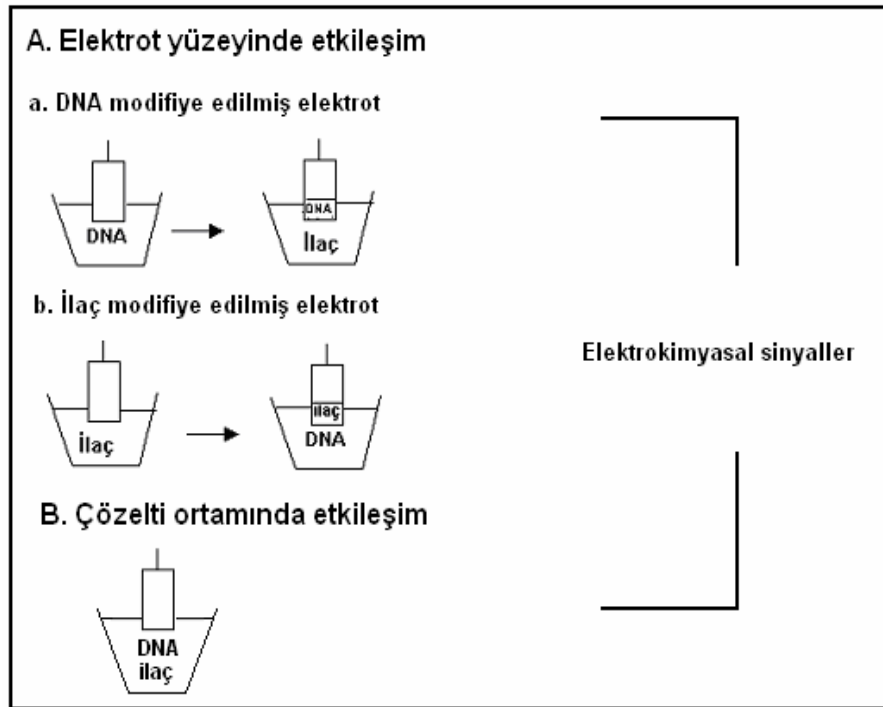 A. Elektrot yüzeyinde etkileşim
a. DNA modifiye edilmiş elektrot
DNA
DNA
İlaç
b. İlaç modifiye edilmiş elektrot
Elektrokimyasal sinyaller
İlaç
ilaç
DNA
B. Çözelti ortamında etkileşim
DNA
ilaç